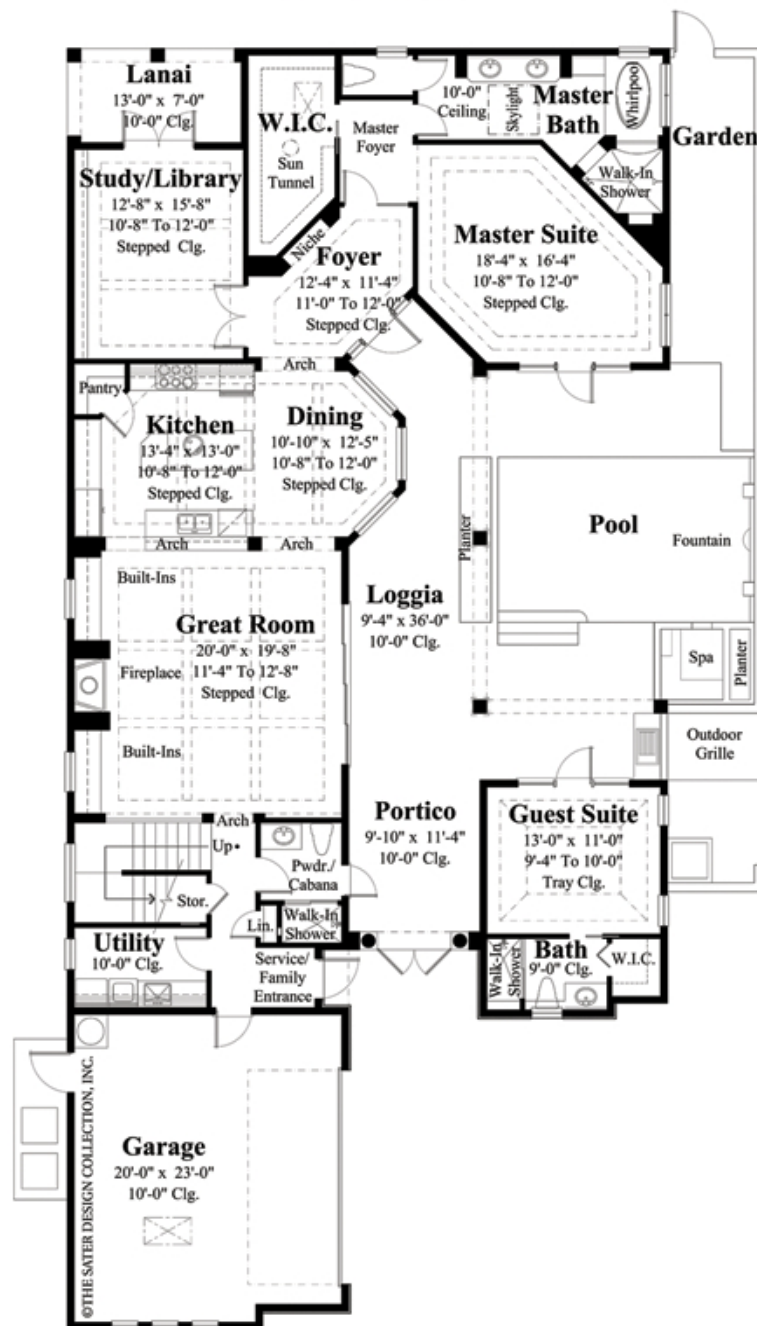 Lanai
13'-0" x 7'-0"
10'-0" Clg.
W.I.C.
Sun
Tunnel
10'-0"
Ceiling
Skylight
Master
Bath
Whirlpool
Garden
Master
Foyer
Walk-In
Shower
Study/Library
12'-8" x 15'-8"
10'-8" To 12'-0"
Stepped Clg.
Niche
Foyer
12'-4" x 11'-4"
11'-0" To 12'-0"
Stepped Clg.
Master Suite
18'-4" x 16'-4"
10'-8" To 12'-0"
Stepped Clg.
Arch
Pantry
Kitchen
13'-4" x 13'-0"
10'-8" To 12'-0"
Stepped Clg.
Dining
10'-10" x 12'-5"
10'-8" To 12'-0"
Stepped Clg.
Arch
Arch
Planter
Pool
Fountain
Built-Ins
Great Room
20'-0" x 19'-8"
11'-4" To 12'-8"
Stepped Clg.
Fireplace
Built-Ins
Loggia
9'-4" x 36'-0"
10'-0" Clg.
Spa
Planter
Outdoor
Grille
Arch
Up
Pwdr./
Cabana
Portico
9'-10" x 11'-4"
10'-0" Clg.
Guest Suite
13'-0" x 11'-0"
9'-4" To 10'-0"
Tray Clg.
Stor.
Lin.
Walk-In
Shower
Utility
10'-0" Clg.
Service/
Family
Entrance
Walk-In
Shower
Bath
9'-0" Clg.
W.I.C.
Garage
20'-0" x 23'-0"
10'-0" Clg.
©THE SATER DESIGN COLLECTION, INC.